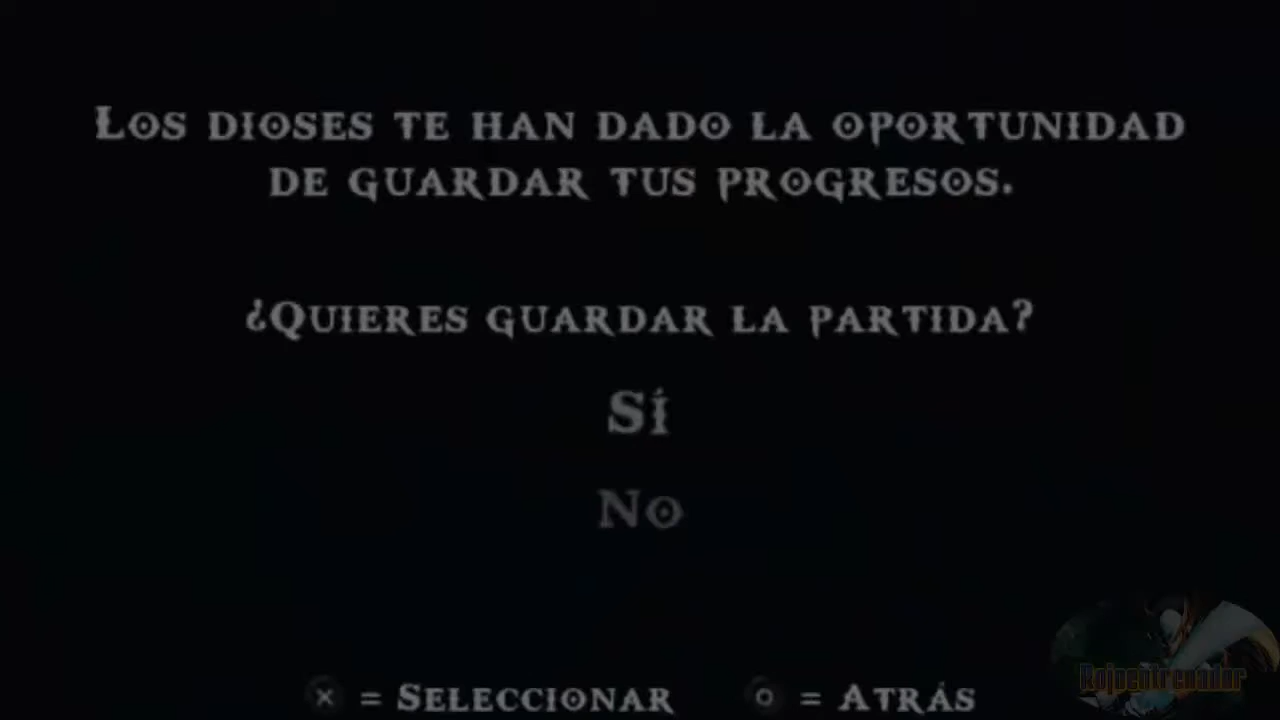 Los dioses te han dado la oportunidad
de guardar tus progresos.
¿Quieres guardar la partida?
Sí
No
X = Seleccionar O = Atrás
Rojoentrenador